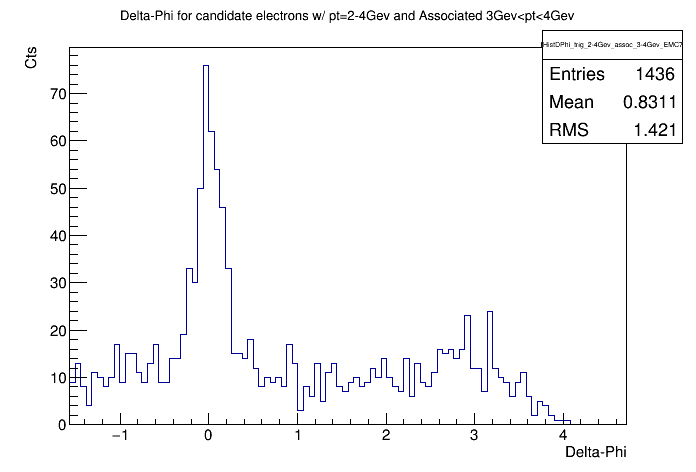 Delta-Phi for candidate electrons w/ pt=2-4Gev and Associated 3Gev<pt<4Gev
HistDPhi_trig_2-4Gev_assoc_3-4Gev_EMC7
Entries 1436
Mean 0.8311
RMS 1.421
Cts
70
60
50
40
30
20
10
0
−1 0 1 2 3 4
Delta-Phi